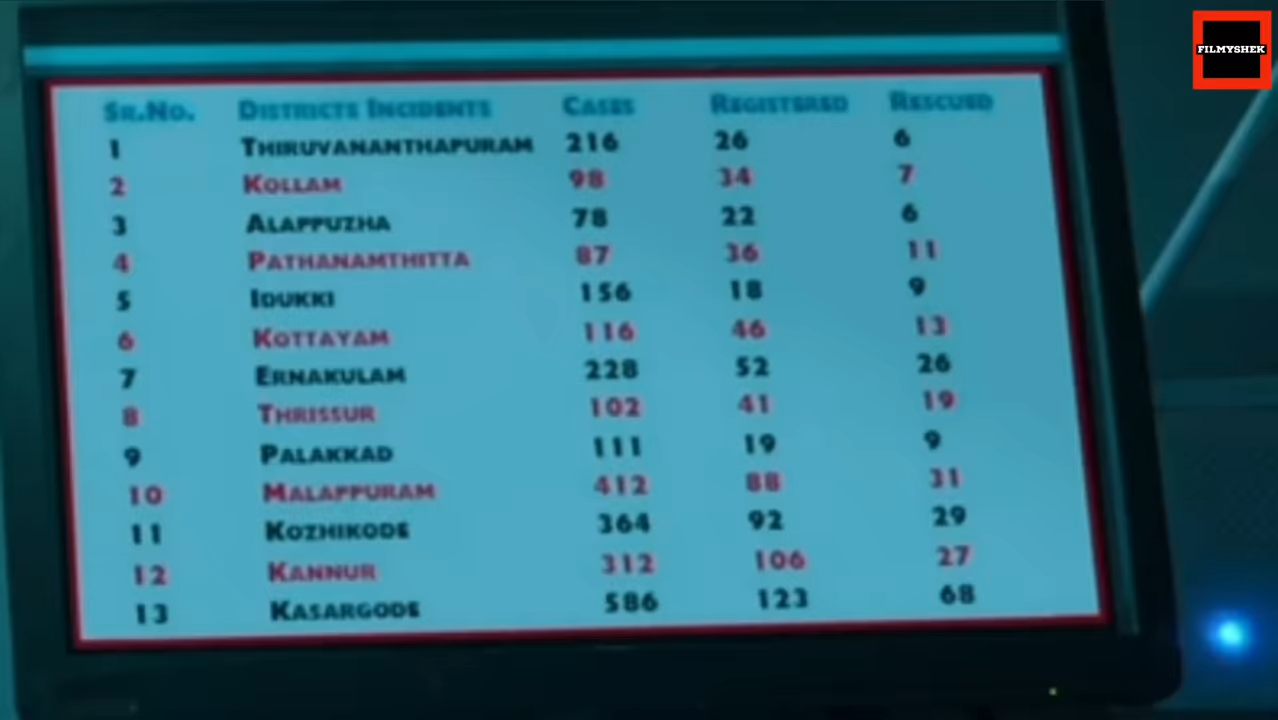 FILMYSHEK
SR.NO. DISTRICTS INCIDENTS CASES REGISTERED RESCUED
1 THIRUVANANTHAPURAM 216 26 6
2 KOLLAM 98 34 7
3 ALAPPUZHA 78 22 6
4 PATHANAMTHITTA 87 36 11
5 IDUKKI 156 18 9
6 KOTTAYAM 116 46 13
7 ERNAKULAM 228 52 26
8 THRISSUR 102 41 19
9 PALAKKAD 111 19 9
10 MALAPPURAM 412 88 31
11 KOZHIKODE 364 92 29
12 KANNUR 312 106 27
13 KASARGODE 586 123 68